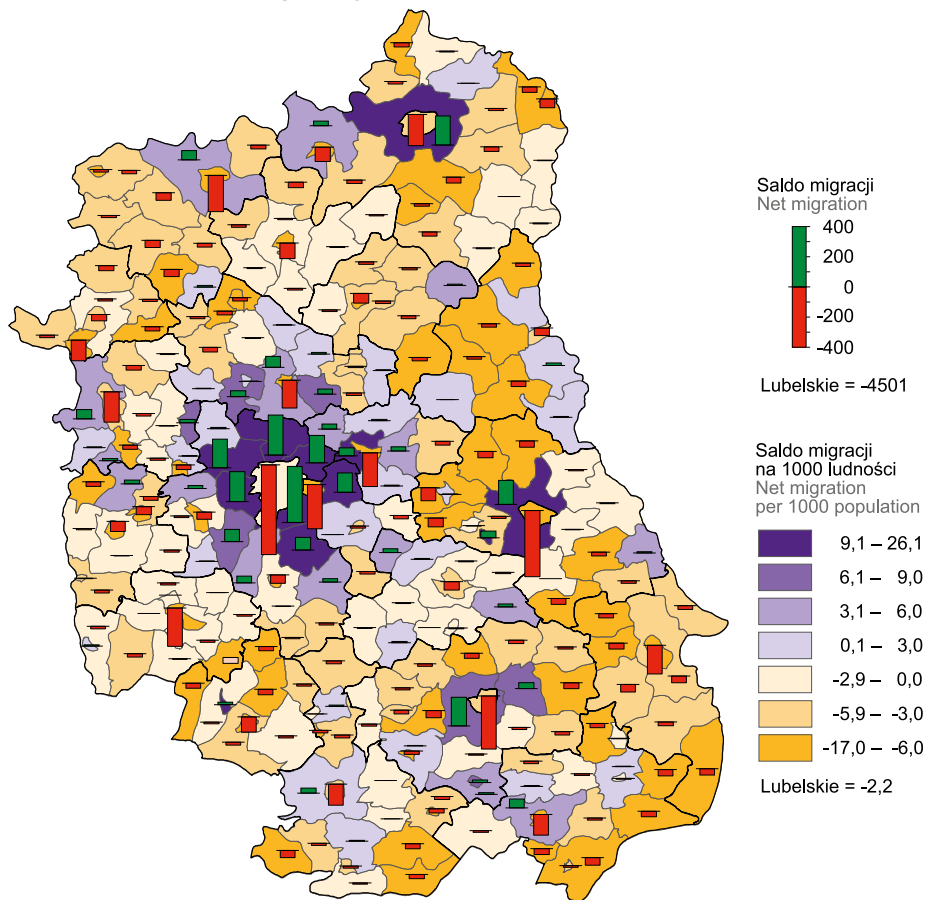 Saldo migracji
Net migration
400
200
0
-200
-400
Lubelskie = -4501
Saldo migracji
na 1000 ludności
Net migration
per 1000 population
9,1 – 26,1
6,1 – 9,0
3,1 – 6,0
0,1 – 3,0
-2,9 – 0,0
-5,9 – -3,0
-17,0 – -6,0
Lubelskie = -2,2